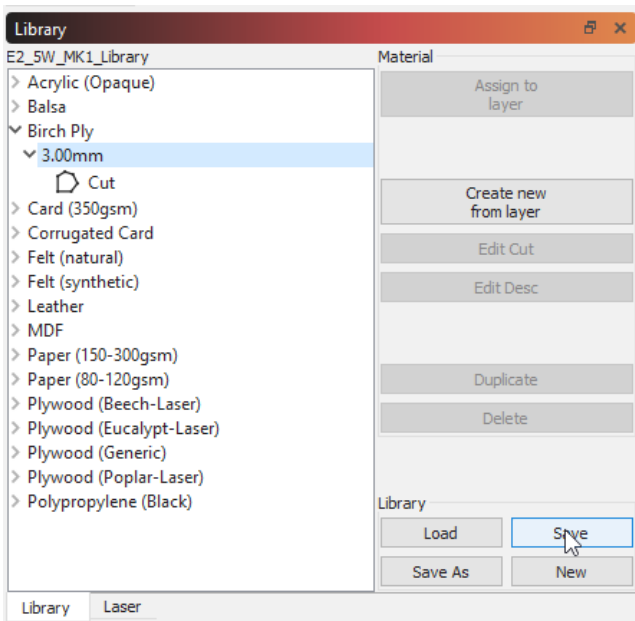 Library
E2_5W_MK1_Library
Acrylic (Opaque)
Balsa
Birch Ply
3.00mm
Cut
Card (350gsm)
Corrugated Card
Felt (natural)
Felt (synthetic)
Leather
MDF
Paper (150-300gsm)
Paper (80-120gsm)
Plywood (Beech-Laser)
Plywood (Eucalypt-Laser)
Plywood (Generic)
Plywood (Poplar-Laser)
Polypropylene (Black)
Material
Assign to
layer
Create new
from layer
Edit Cut
Edit Desc
Duplicate
Delete
Library
Load
Save
Save As
New
Library
Laser